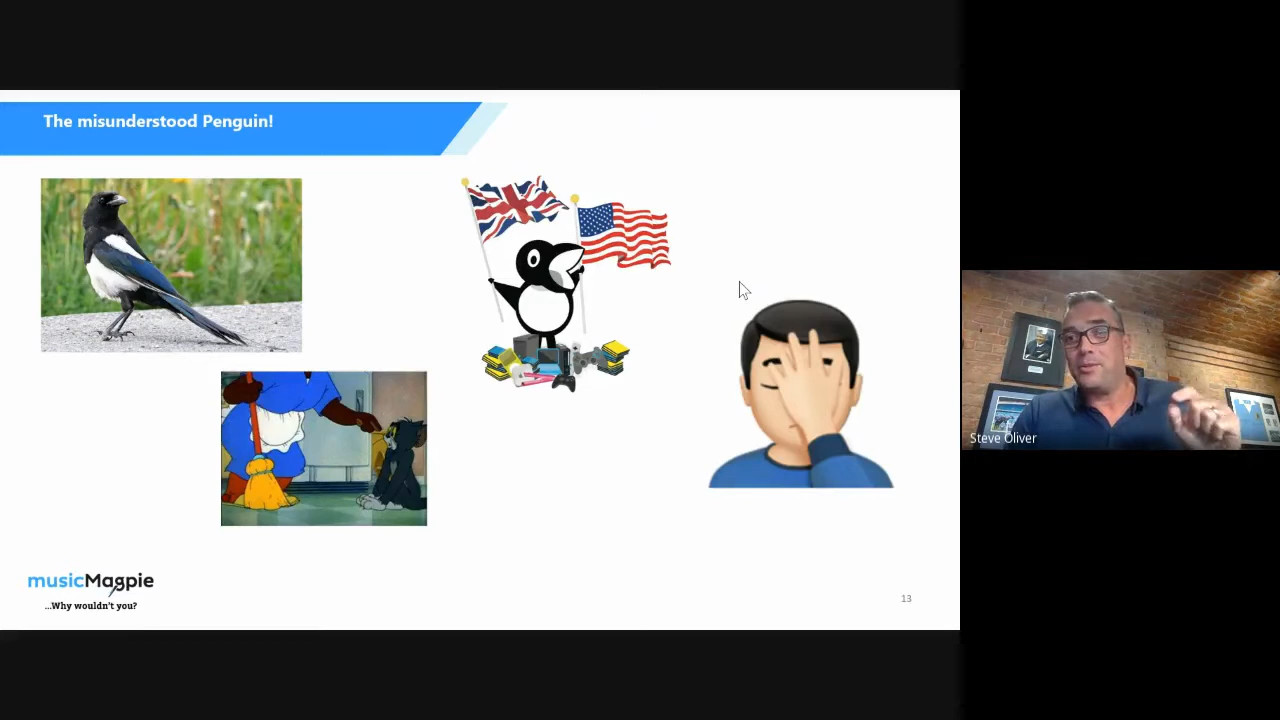 The misunderstood Penguin!
Steve Oliver
musicMagpie
...Why wouldn't you?
13